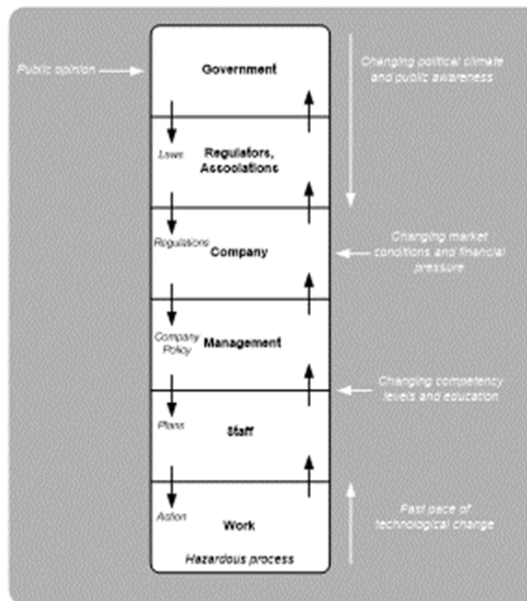 Public opinion
Government
Changing political climate
and public awareness
Laws
Regulators,
Associations
Regulations
Company
Changing market
conditions and financial
pressure
Company
Policy
Management
Changing competency
levels and education
Plans
Staff
Action
Work
Hazardous process
Fast pace of
technological change